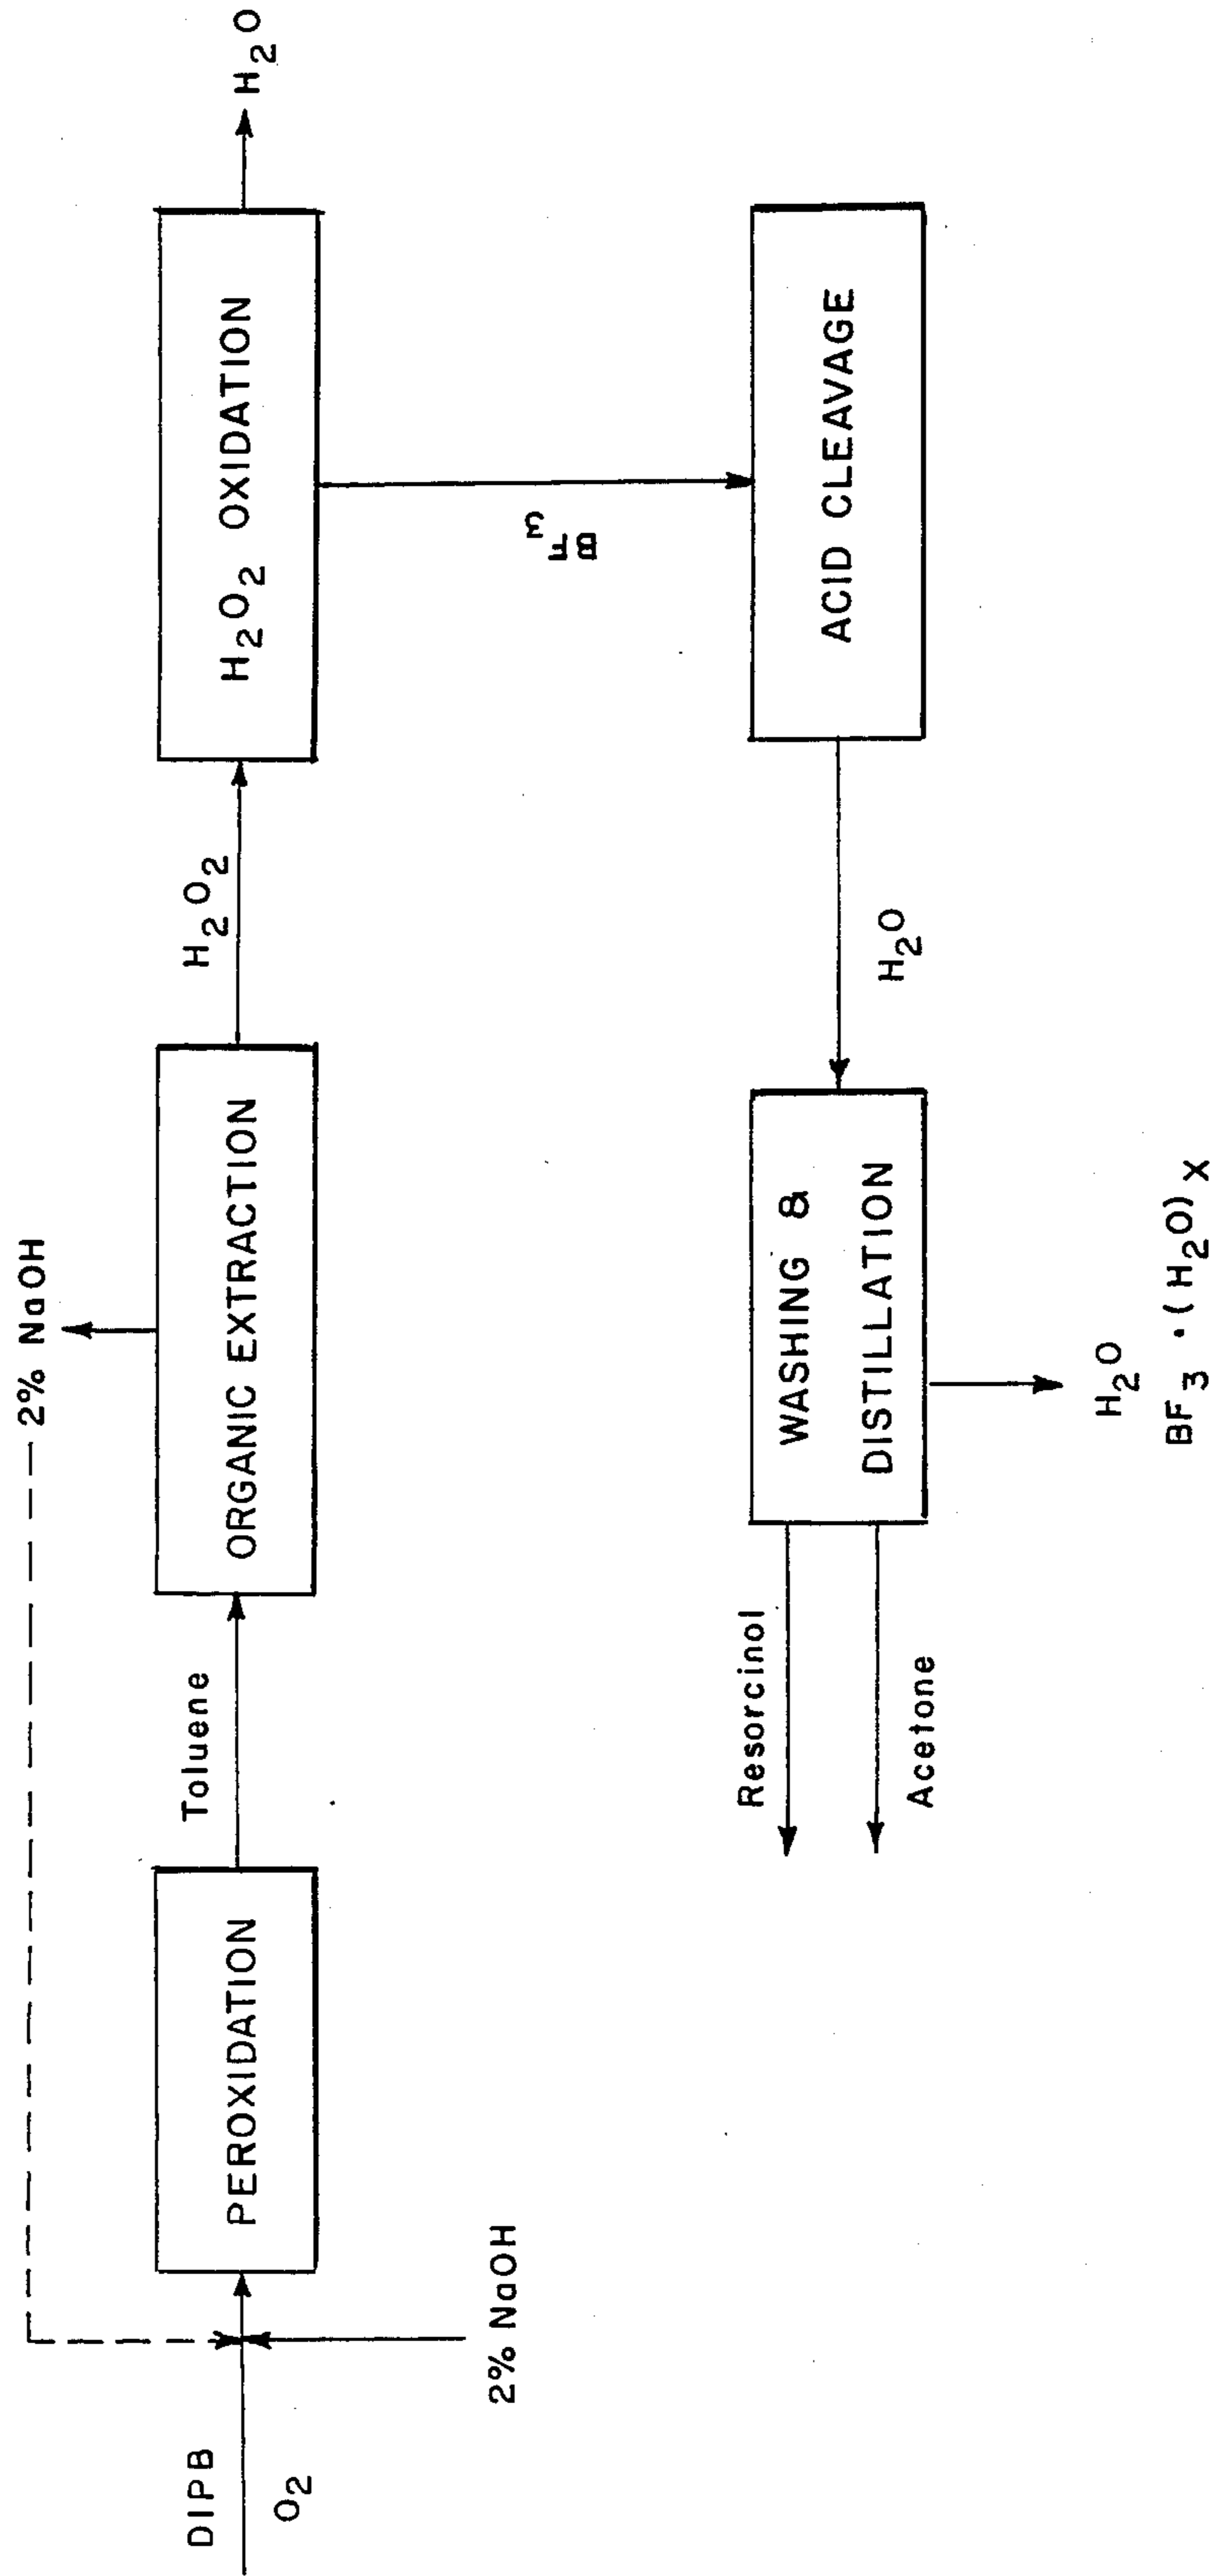 2% NaOH
DIPB
O2
2% NaOH
PEROXIDATION
Toluene
ORGANIC EXTRACTION
H2O2
H2O2 OXIDATION
H2O
BF3
ACID CLEAVAGE
H2O
WASHING &
DISTILLATION
Resorcinol
Acetone
H2O
BF3 · (H2O)X